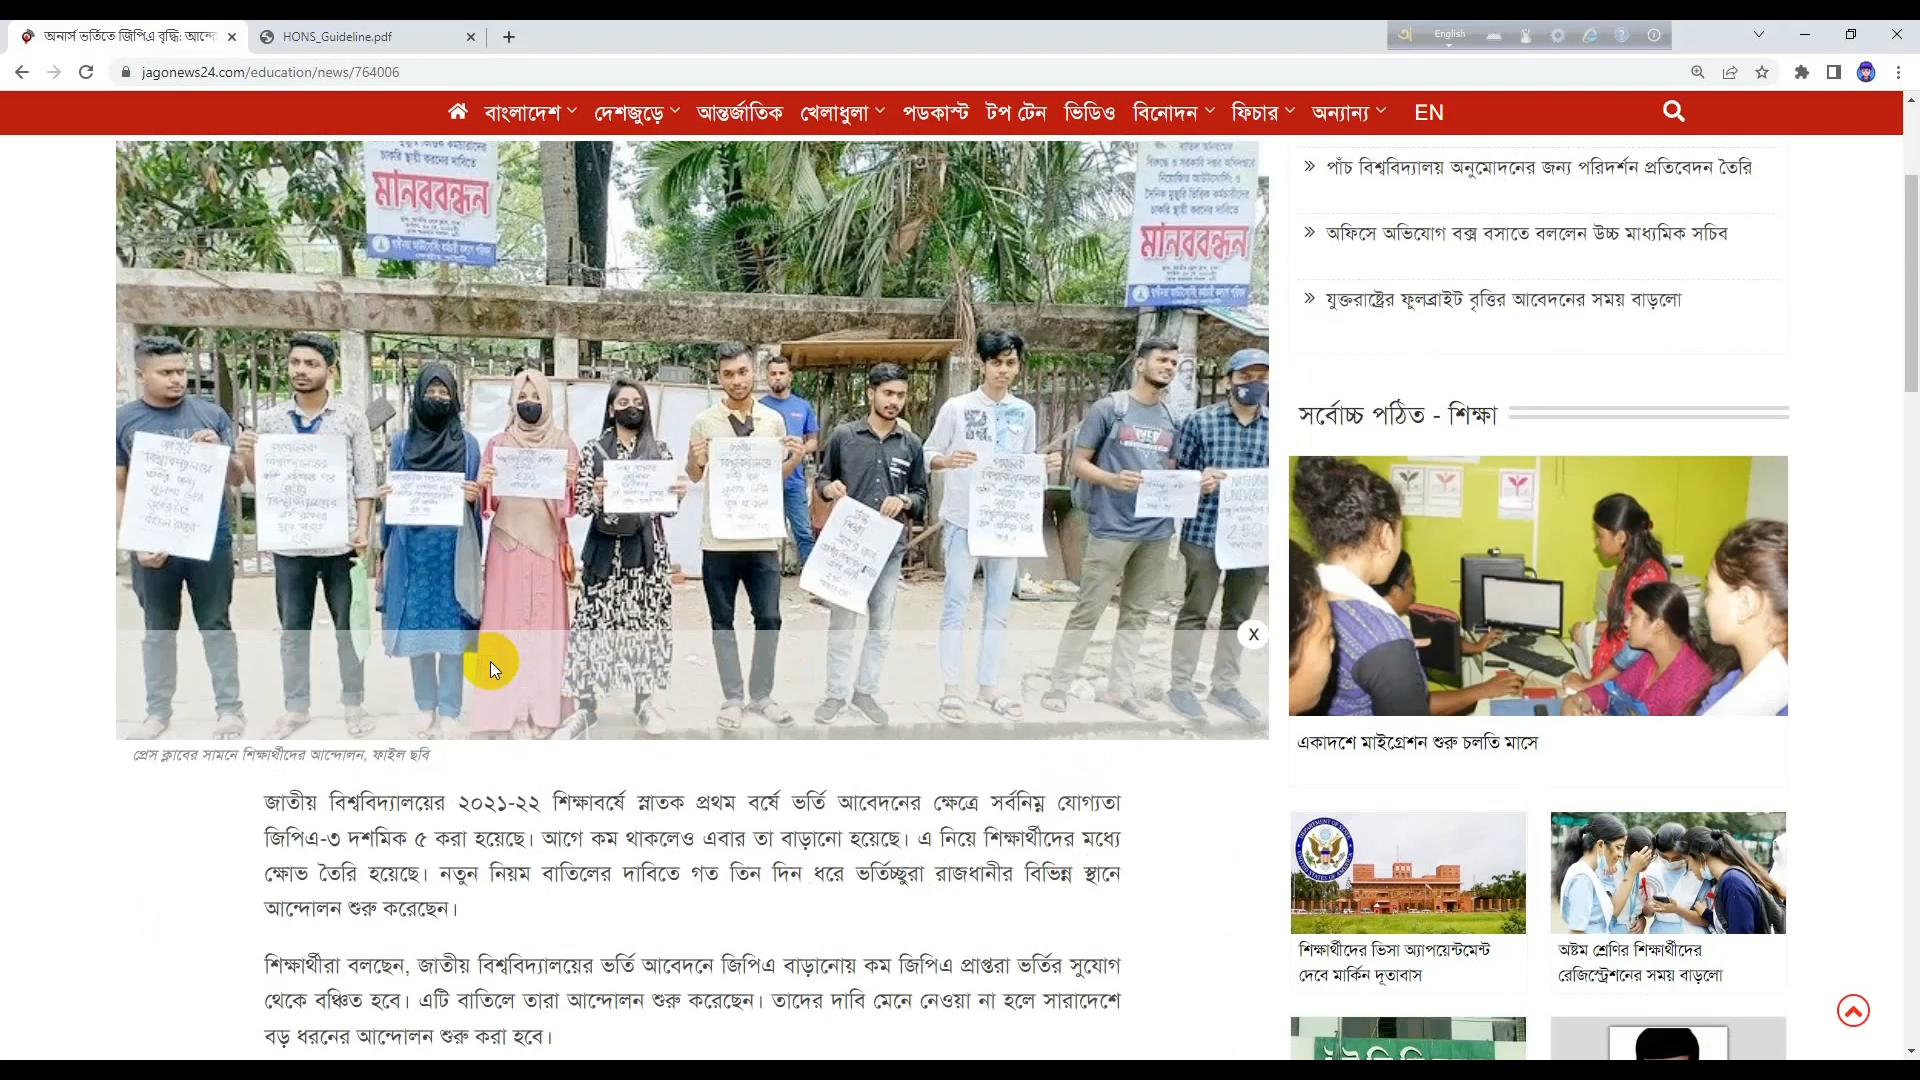 অনার্স ভর্তিতে জিপিএ বৃদ্ধি: আন্দো
HONS_Guideline.pdf
English
jagonews24.com/education/news/764006
বাংলাদেশ দেশজুড়ে আন্তর্জাতিক খেলাধুলা পডকাস্ট টপ টেন ভিডিও বিনোদন ফিচার অন্যান্য EN
মানববন্ধন
মানববন্ধন
X
প্রেস ক্লাবের সামনে শিক্ষার্থীদের আন্দোলন, ফাইল ছবি
জাতীয় বিশ্ববিদ্যালয়ের ২০২১-২২ শিক্ষাবর্ষে স্নাতক প্রথম বর্ষে ভর্তি আবেদনের ক্ষেত্রে সর্বনিম্ন যোগ্যতা
জিপিএ-৩ দশমিক ৫ করা হয়েছে। আগে কম থাকলেও এবার তা বাড়ানো হয়েছে। এ নিয়ে শিক্ষার্থীদের মধ্যে
ক্ষোভ তৈরি হয়েছে। নতুন নিয়ম বাতিলের দাবিতে গত তিন দিন ধরে ভর্তিচ্ছুরা রাজধানীর বিভিন্ন স্থানে
আন্দোলন শুরু করেছেন।
শিক্ষার্থীরা বলছেন, জাতীয় বিশ্ববিদ্যালয়ের ভর্তি আবেদনে জিপিএ বাড়ানোয় কম জিপিএ প্রাপ্তরা ভর্তির সুযোগ
থেকে বঞ্চিত হবে। এটি বাতিলে তারা আন্দোলন শুরু করেছেন। তাদের দাবি মেনে নেওয়া না হলে সারাদেশে
বড় ধরনের আন্দোলন শুরু করা হবে।
» পাঁচ বিশ্ববিদ্যালয় অনুমোদনের জন্য পরিদর্শন প্রতিবেদন তৈরি
» অফিসে অভিযোগ বক্স বসাতে বললেন উচ্চ মাধ্যমিক সচিব
» যুক্তরাষ্ট্রের ফুলব্রাইট বৃত্তির আবেদনের সময় বাড়লো
সর্বোচ্চ পঠিত - শিক্ষা
একাদশে মাইগ্রেশন শুরু চলতি মাসে
শিক্ষার্থীদের ভিসা অ্যাপয়েন্টমেন্ট
দেবে মার্কিন দূতাবাস
অষ্টম শ্রেণির শিক্ষার্থীদের
রেজিস্ট্রেশনের সময় বাড়লো